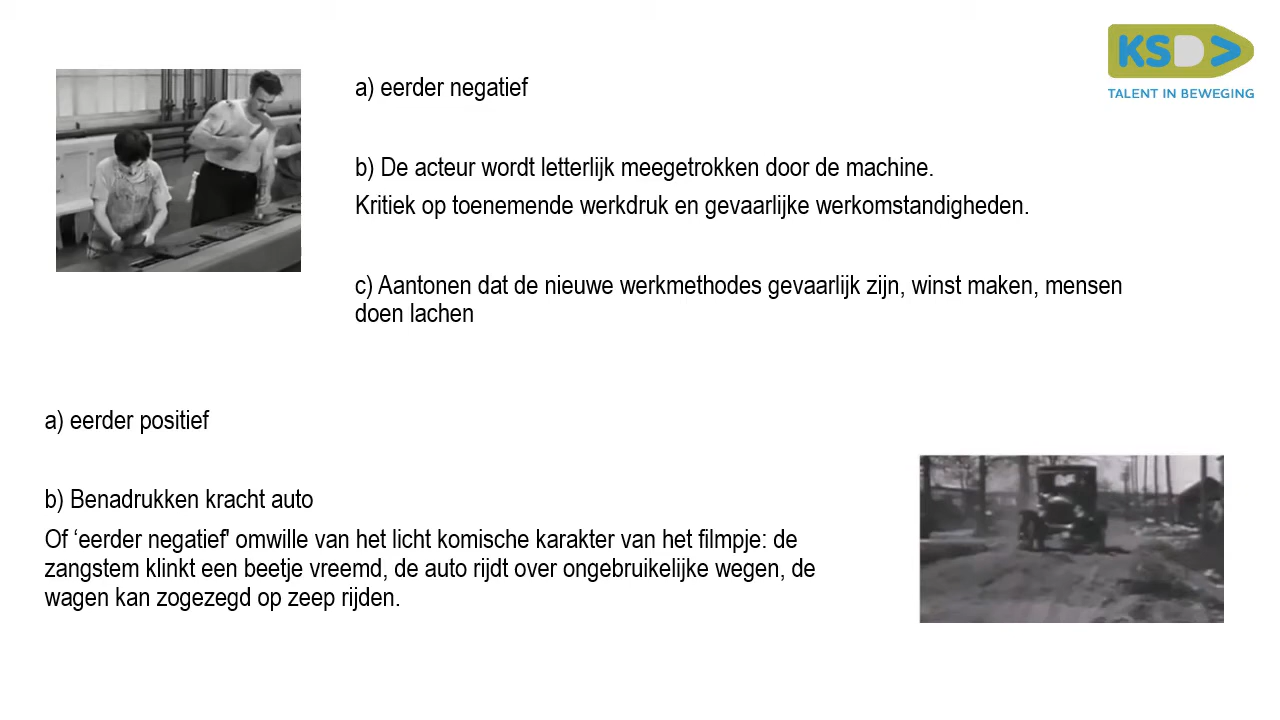 KSD>
TALENT IN BEWEGING
a) eerder negatief
b) De acteur wordt letterlijk meegetrokken door de machine.
Kritiek op toenemende werkdruk en gevaarlijke werkomstandigheden.
c) Aantonen dat de nieuwe werkmethodes gevaarlijk zijn, winst maken, mensen
doen lachen
a) eerder positief
b) Benadrukken kracht auto
Of ‘eerder negatief' omwille van het licht komische karakter van het filmpje: de
zangstem klinkt een beetje vreemd, de auto rijdt over ongebruikelijke wegen, de
wagen kan zogezegd op zeep rijden.